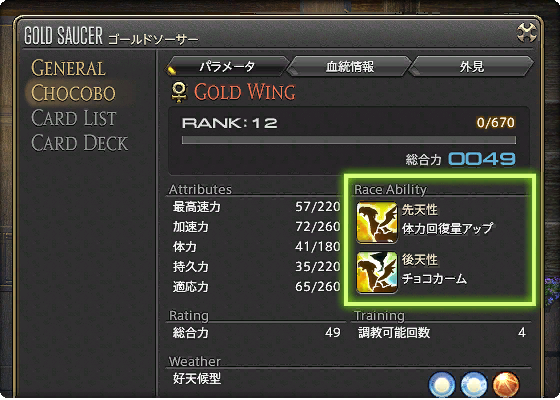 GOLD SAUCER ゴールドソーサー
GENERAL
CHOCOBO
CARD LIST
CARD DECK
パラメータ 血統情報 外見
GOLD WING
RANK: 12 0/670
総合力 0049
Attributes
最高速力 57/220
加速力 72/260
体力 41/180
持久力 35/220
適応力 65/260
Race Ability
先天性
体力回復量アップ
後天性
チョコカーム
Rating
総合力 49
Training
調教可能回数 4
Weather
好天候型